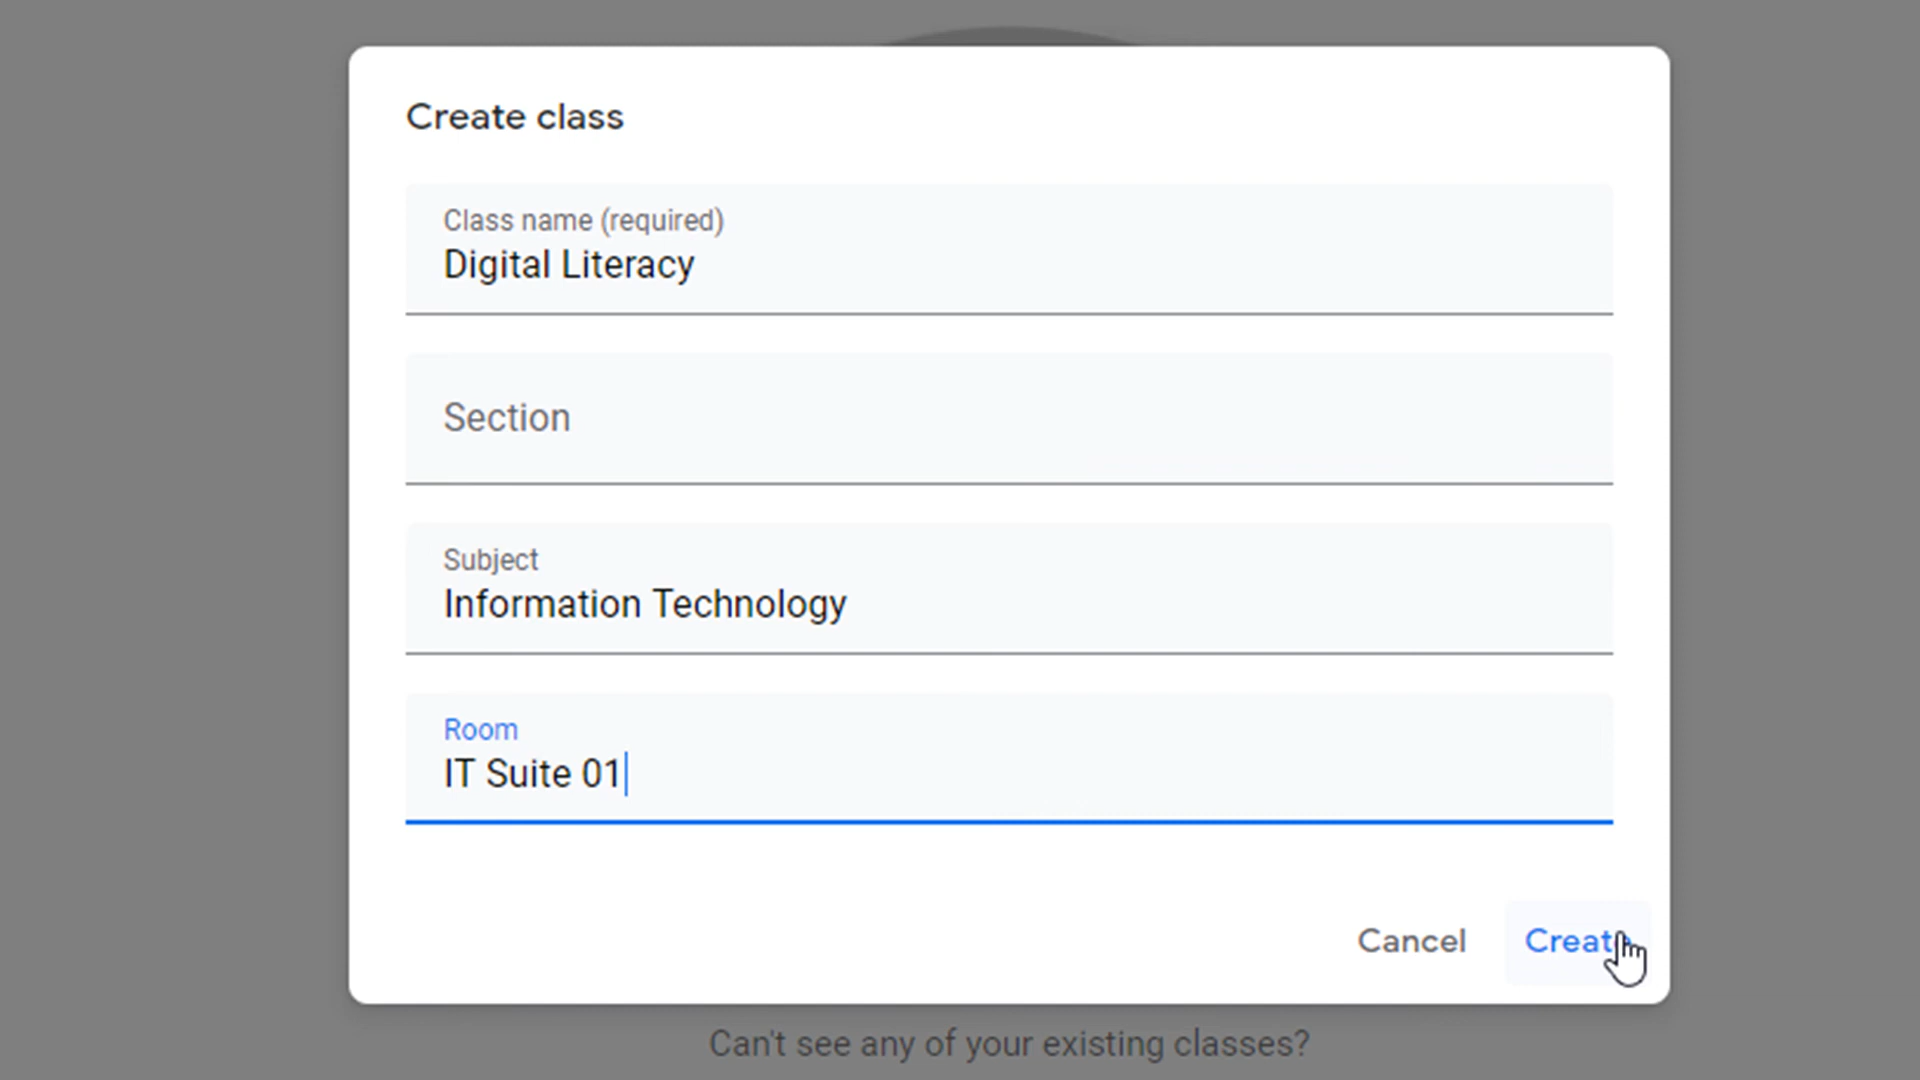 Create class
Class name (required)
Digital Literacy
Section
Subject
Information Technology
Room
IT Suite 01
Cancel
Create
Can't see any of your existing classes?